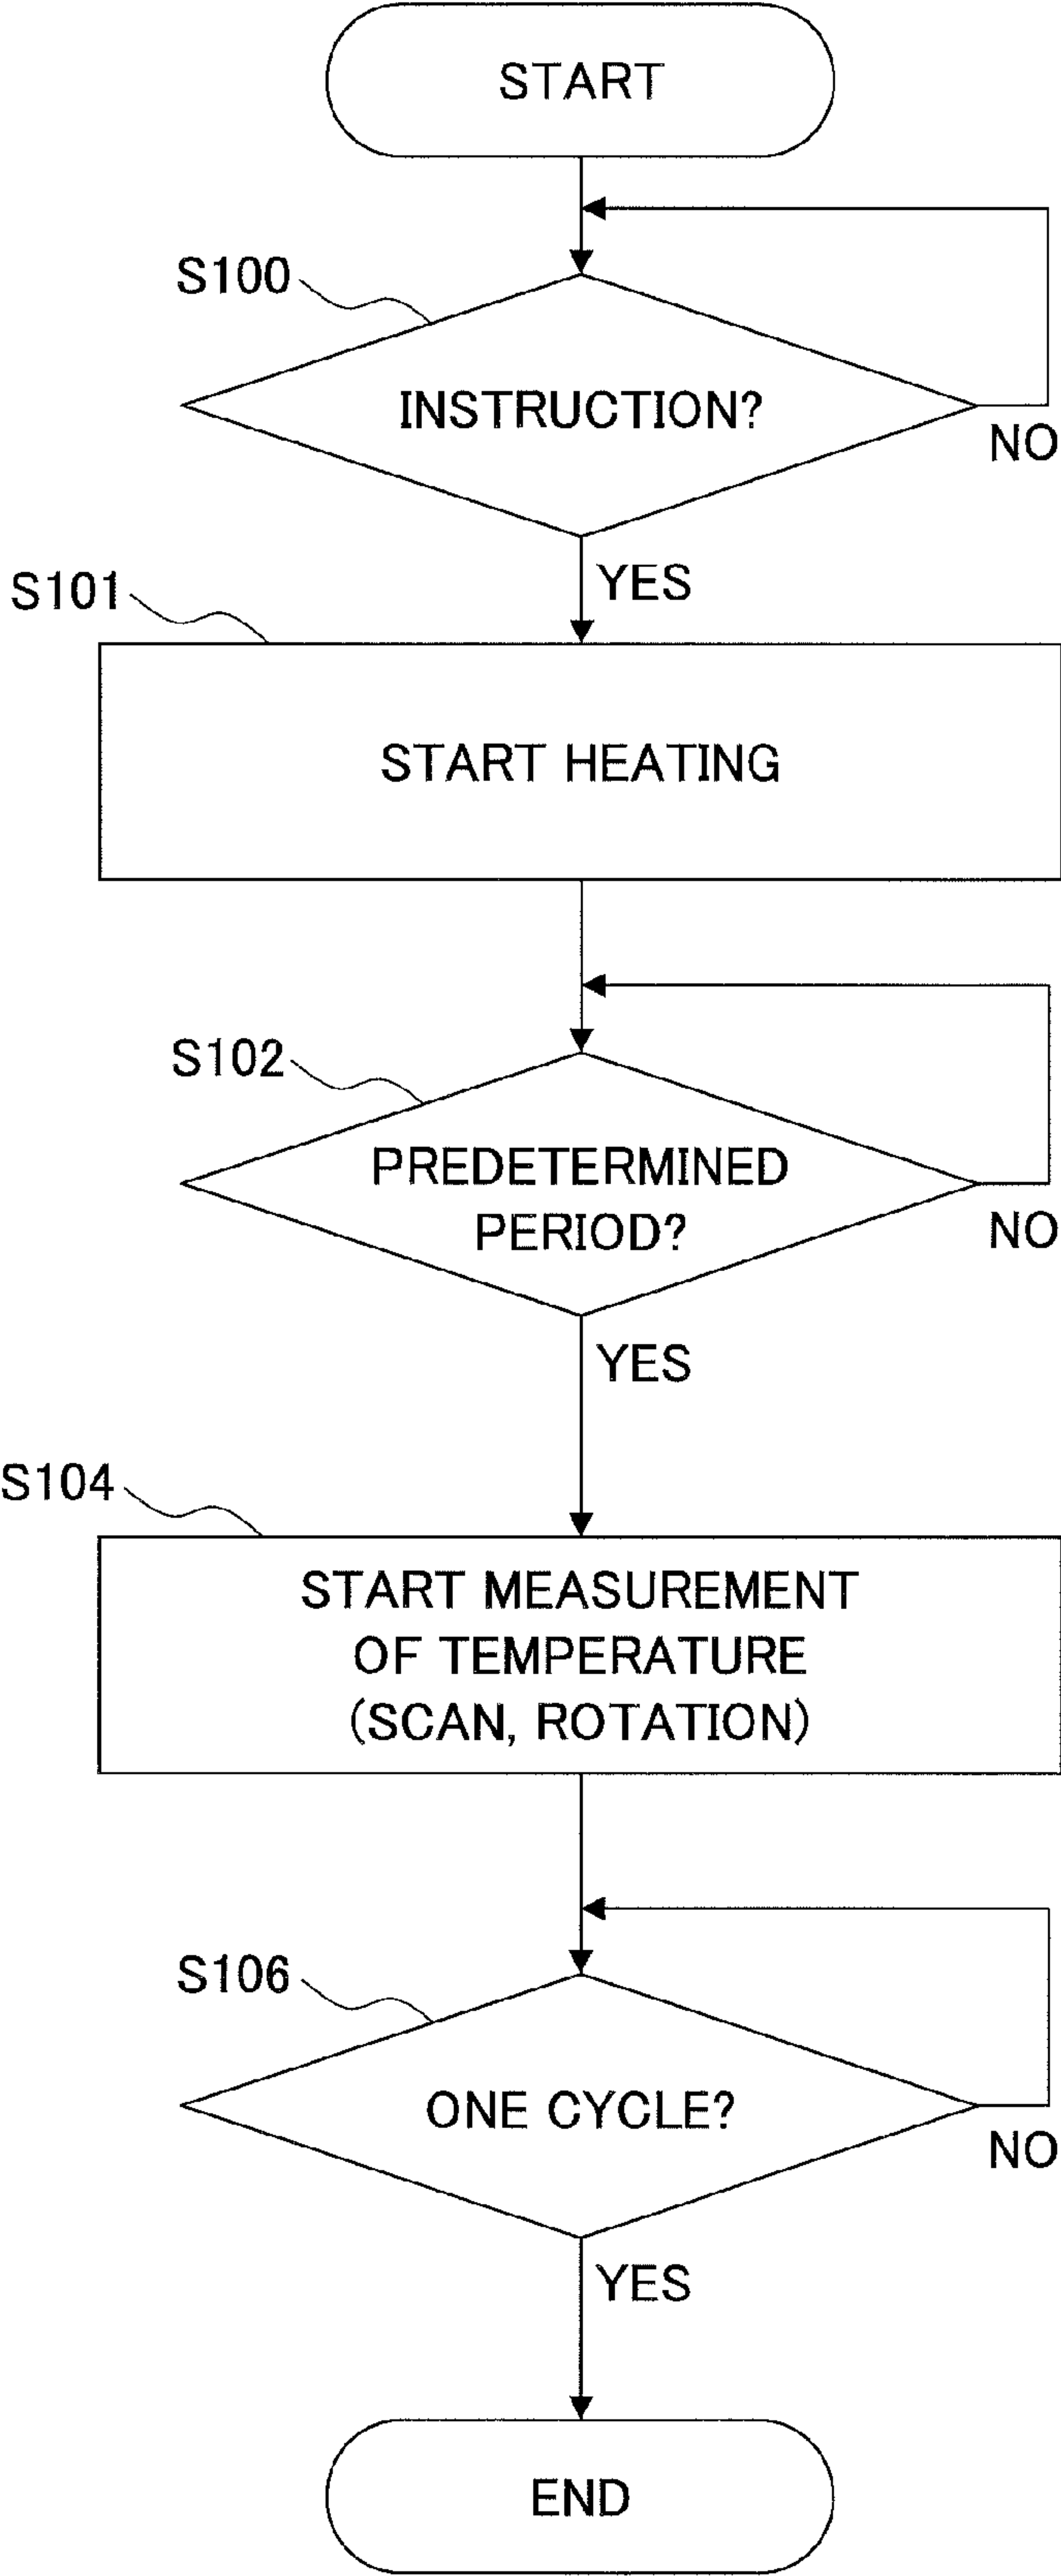 START
S100
INSTRUCTION?
NO
YES
S101
START HEATING
S102
PREDETERMINED
PERIOD?
NO
YES
S104
START MEASUREMENT
OF TEMPERATURE
(SCAN, ROTATION)
S106
ONE CYCLE?
NO
YES
END